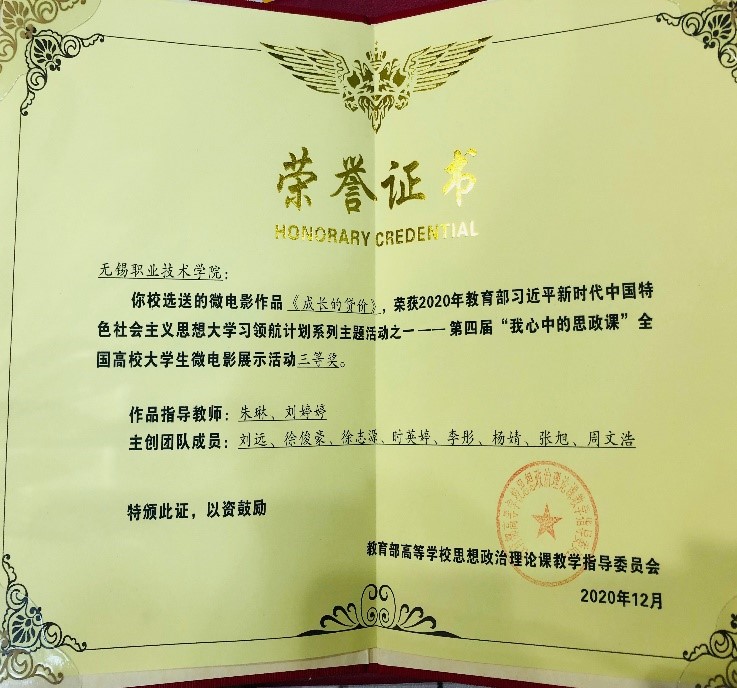 荣誉证书
HONORARY CREDENTIAL
无锡职业技术学院：
你校选送的微电影作品《成长的贷价》，荣获2020年教育部习近平新时代中国特
色社会主义思想大学习领航计划系列主题活动之一——第四届“我心中的思政课”全
国高校大学生微电影展示活动三等奖。
作品指导教师：朱琳、刘婷婷
主创团队成员：刘远、徐俊豪、徐志源、英婷、李彤、杨婧、张旭、周文浩
特颁此证，以资鼓励
教育部高等学校思想政治理论课教学指导委员会
2020年12月